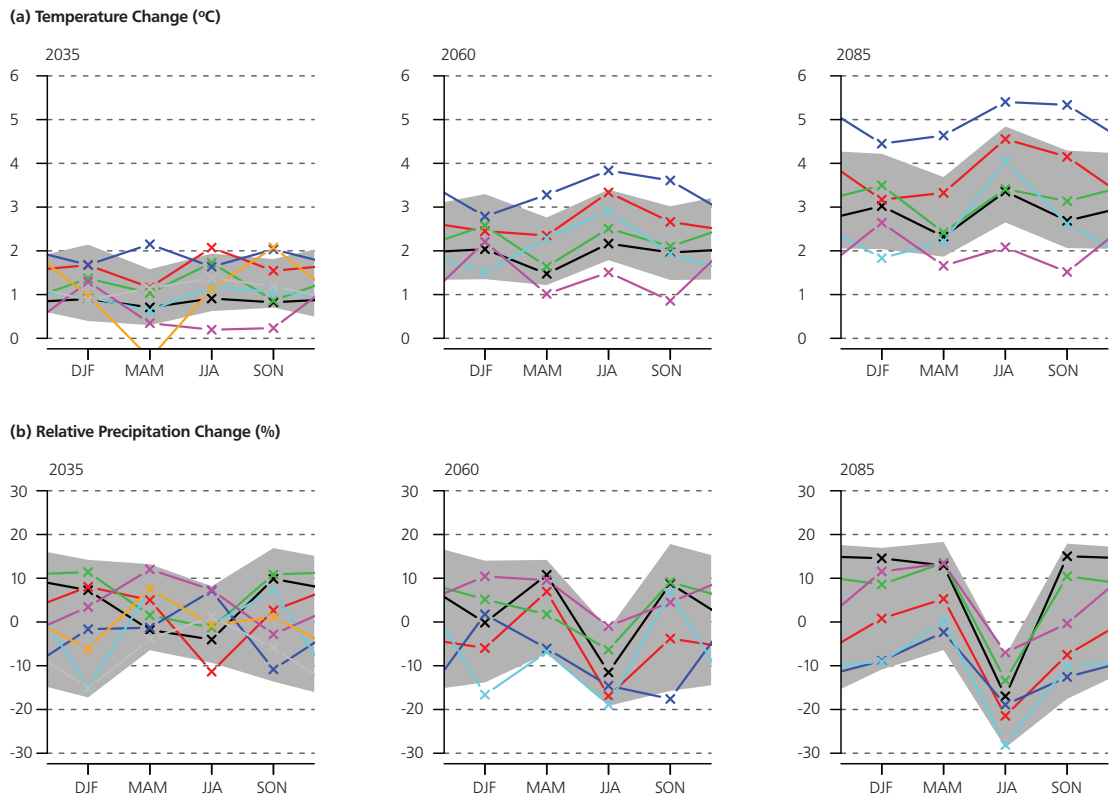 (a) Temperature Change (ºC)
2035 2060 2085
6 6 6
5 5 5
4 4 4
3 3 3
2 2 2
1 1 1
0 0 0
DJF MAM JJA SON DJF MAM JJA SON DJF MAM JJA SON
(b) Relative Precipitation Change (%)
2035 2060 2085
30 30 30
20 20 20
10 10 10
0 0 0
-10 -10 -10
-20 -20 -20
-30 -30 -30
DJF MAM JJA SON DJF MAM JJA SON DJF MAM JJA SON